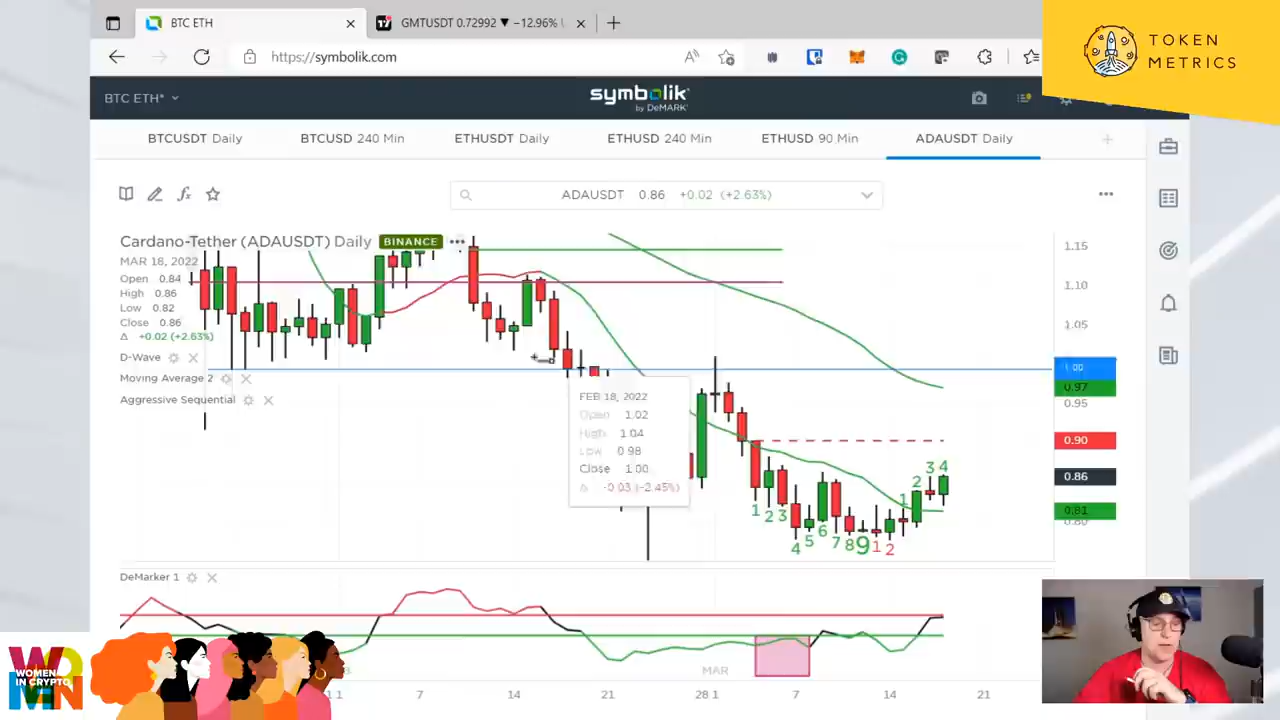 BTC ETH
GMTUSDT 0.72992 ▼ −12.96%
https://symbolik.com
TOKEN
METRICS
BTC ETH*
symbolik
by DeMARK
BTCUSDT Daily
BTCUSD 240 Min
ETHUSDT Daily
ETHUSD 240 Min
ETHUSD 90 Min
ADAUSDT Daily
ADAUSDT 0.86 +0.02 (+2.63%)
Cardano-Tether (ADAUSDT) Daily BINANCE
MAR 18, 2022
Open 0.84
High 0.86
Low 0.82
Close 0.86
Δ +0.02 (+2.63%)
D-Wave
Moving Average 2
Aggressive Sequential
FEB 18, 2022
Open 1.02
High 1.04
Low 0.98
Close 1.00
Δ -0.03 (-2.45%)
1 2 3 4 5 6 7 8 9 1 2
1 2 3 4
1.15
1.10
1.05
1.00
0.97
0.95
0.90
0.86
0.81
0.80
DeMarker 1
MAR
7
14
21
28 1
7
14
21
WOMEN
WOMEN
IN CRYPTO